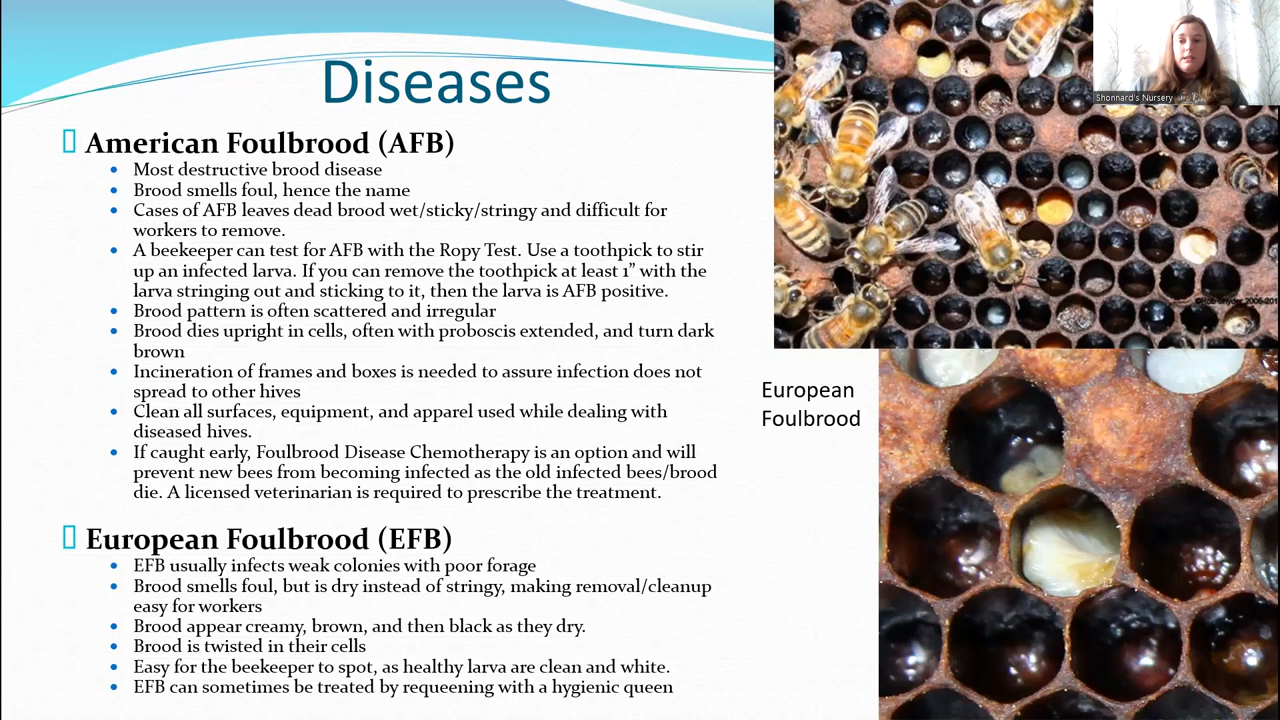 Diseases
American Foulbrood (AFB)
Most destructive brood disease
Brood smells foul, hence the name
Cases of AFB leaves dead brood wet/sticky/stringy and difficult for
workers to remove.
A beekeeper can test for AFB with the Ropy Test. Use a toothpick to stir
up an infected larva. If you can remove the toothpick at least 1” with the
larva stringing out and sticking to it, then the larva is AFB positive.
Brood pattern is often scattered and irregular
Brood dies upright in cells, often with proboscis extended, and turn dark
brown
Incineration of frames and boxes is needed to assure infection does not
spread to other hives
Clean all surfaces, equipment, and apparel used while dealing with
diseased hives.
If caught early, Foulbrood Disease Chemotherapy is an option and will
prevent new bees from becoming infected as the old infected bees/brood
die. A licensed veterinarian is required to prescribe the treatment.
European Foulbrood (EFB)
EFB usually infects weak colonies with poor forage
Brood smells foul, but is dry instead of stringy, making removal/cleanup
easy for workers
Brood appear creamy, brown, and then black as they dry.
Brood is twisted in their cells
Easy for the beekeeper to spot, as healthy larva are clean and white.
EFB can sometimes be treated by requeening with a hygienic queen
European
Foulbrood
Shonnard's Nursery